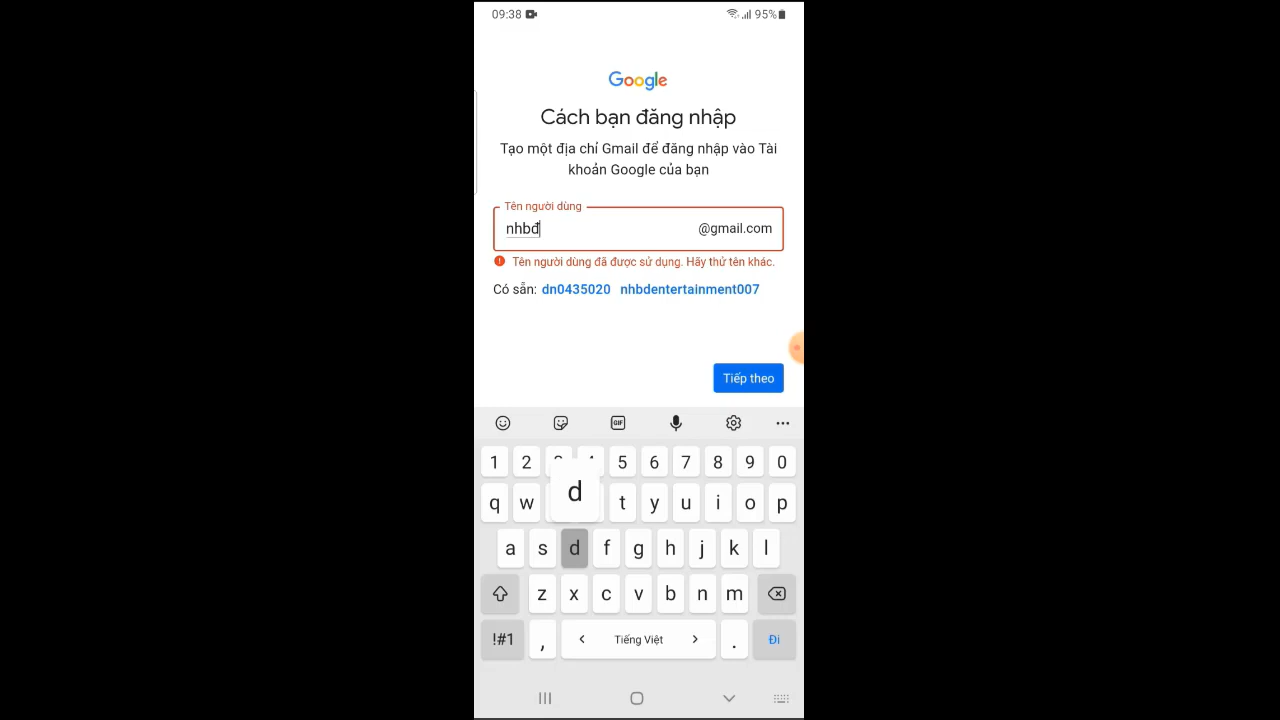 09:38 95%
Google
Cách bạn đăng nhập
Tạo một địa chỉ Gmail để đăng nhập vào Tài
khoản Google của bạn
Tên người dùng
nhbđ @gmail.com
Tên người dùng đã được sử dụng. Hãy thử tên khác.
Có sẵn: dn0435020 nhbdentertainment007
Tiếp theo
GIF
1 2 5 6 7 8 9 0
d
q w t y u i o p
a s d f g h j k l
z x c v b n m
!#1 , < Tiếng Việt > . Đi